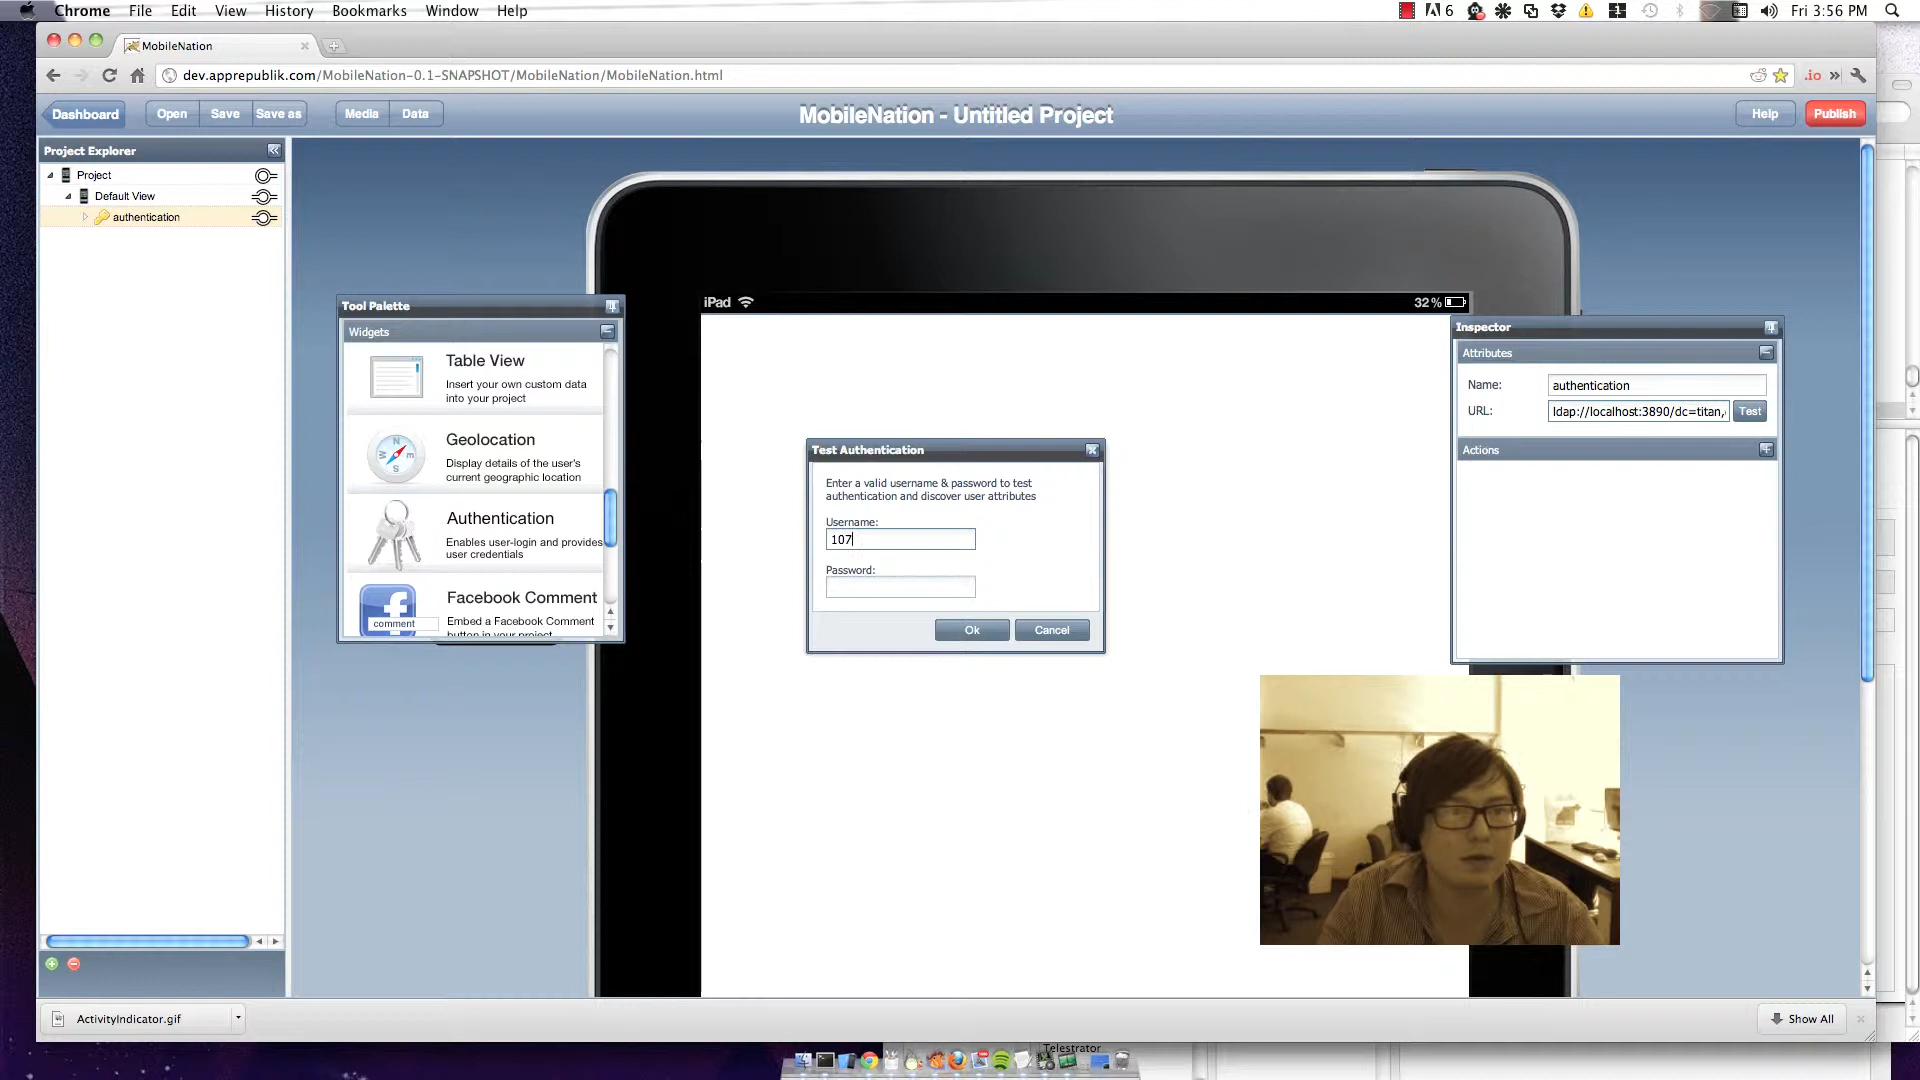 Chrome File Edit View History Bookmarks Window Help
6 Fri 3:56 PM
MobileNation
dev.apprepublik.com/MobileNation-0.1-SNAPSHOT/MobileNation/MobileNation.html
.io »
Dashboard Open Save Save as Media Data
MobileNation - Untitled Project
Help Publish
Project Explorer
Project
Default View
authentication
Tool Palette
Widgets
Table View
Insert your own custom data
into your project
Geolocation
Display details of the user's
current geographic location
Authentication
Enables user-login and provides
user credentials
Facebook Comment
Embed a Facebook Comment
button in your project
comment
iPad 32%
Test Authentication
Enter a valid username & password to test
authentication and discover user attributes
Username:
107
Password:
Ok Cancel
Inspector
Attributes
Name: authentication
URL: ldap://localhost:3890/dc=titan, Test
Actions
ActivityIndicator.gif
Show All
Telestrator